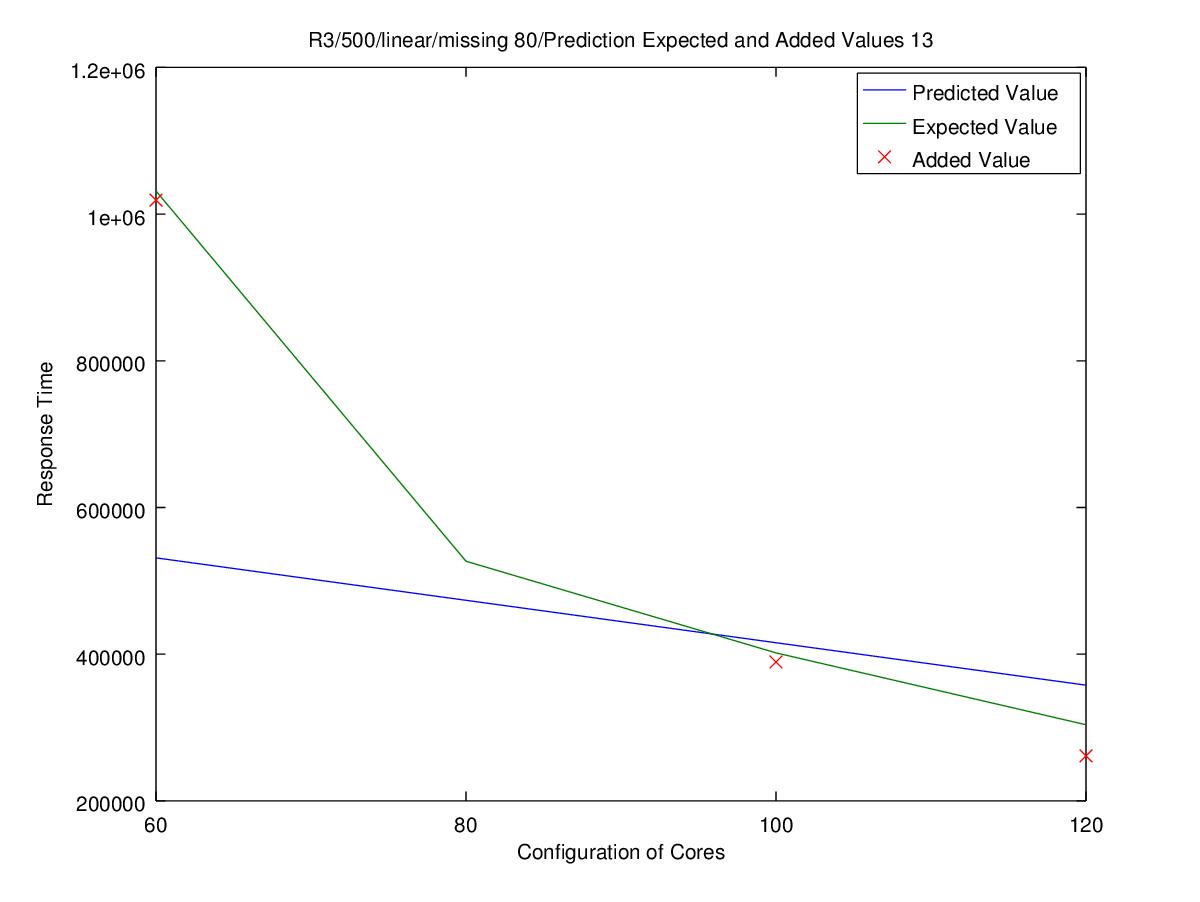 R3/500/linear/missing 80/Prediction Expected and Added Values 13
1.2e+06
1e+06
800000
600000
400000
200000
Response Time
Predicted Value
Expected Value
Added Value
60
80
100
120
Configuration of Cores